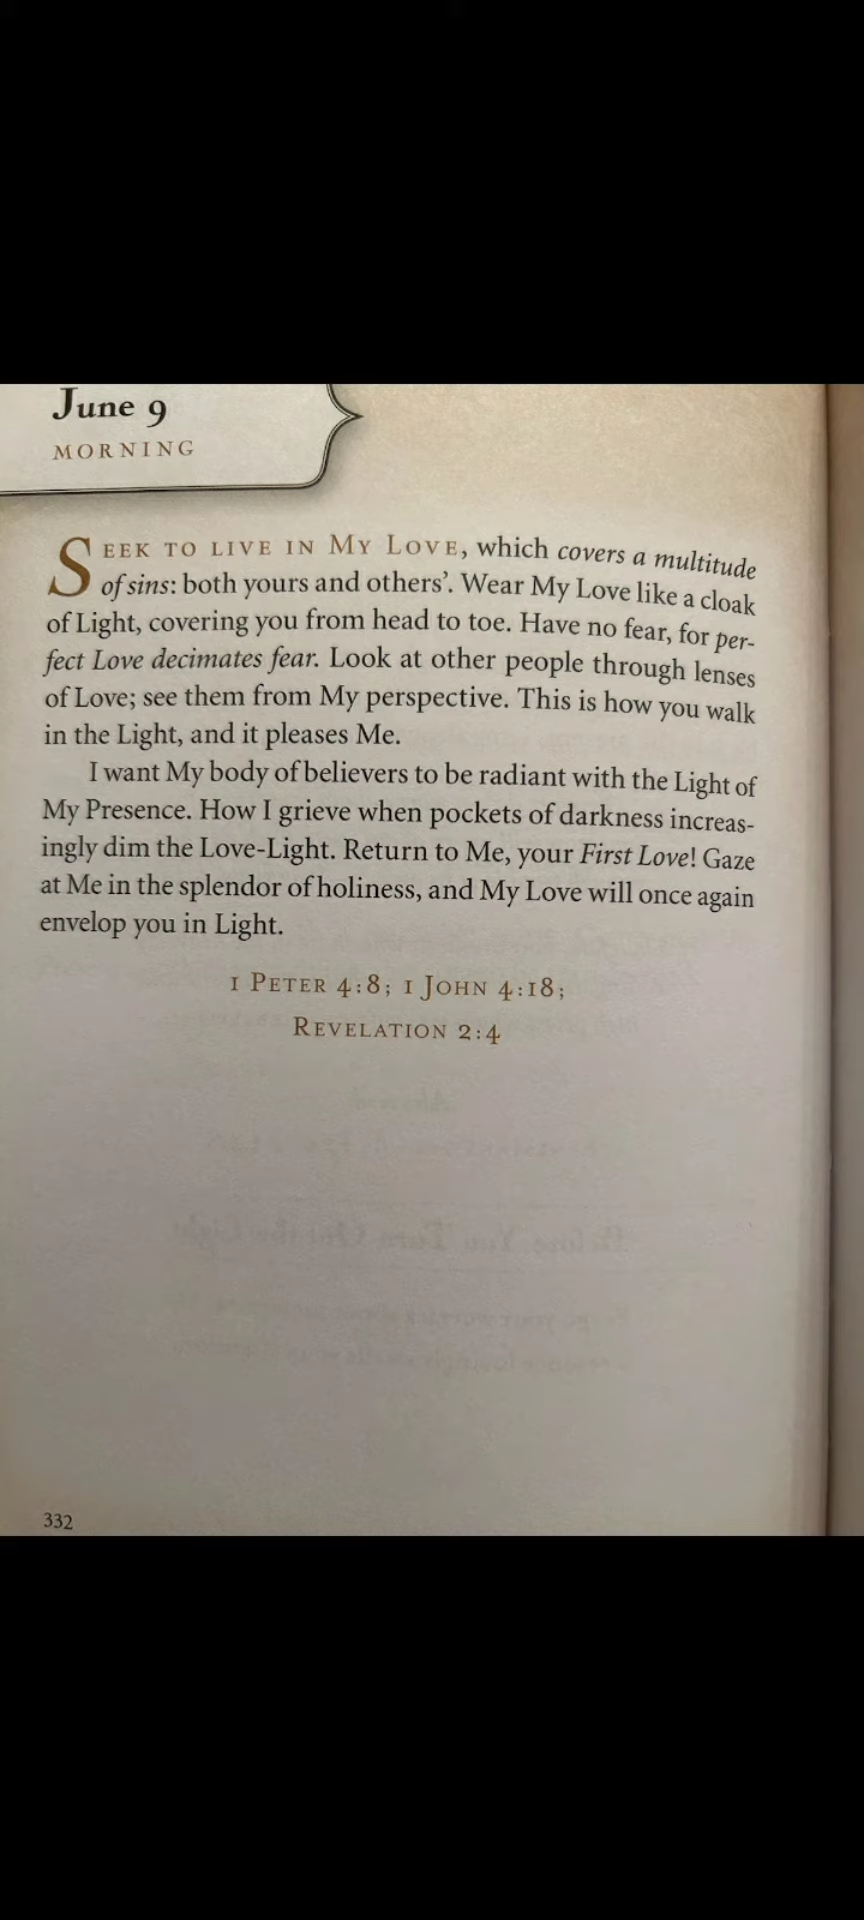 June 9
MORNING
SEEK TO LIVE IN MY LOVE, which covers a multitude
of sins: both yours and others’. Wear My Love like a cloak
of Light, covering you from head to toe. Have no fear, for per-
fect Love decimates fear. Look at other people through lenses
of Love; see them from My perspective. This is how you walk
in the Light, and it pleases Me.
I want My body of believers to be radiant with the Light of
My Presence. How I grieve when pockets of darkness increas-
ingly dim the Love-Light. Return to Me, your First Love! Gaze
at Me in the splendor of holiness, and My Love will once again
envelop you in Light.
1 PETER 4:8; 1 JOHN 4:18;
REVELATION 2:4
332